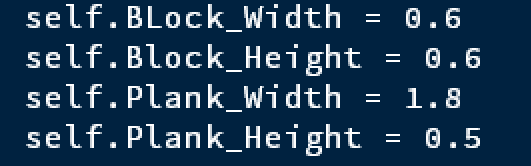 self.BLock_Width = 0.6
self.Block_Height = 0.6
self.Plank_Width = 1.8
self.Plank_Height = 0.5